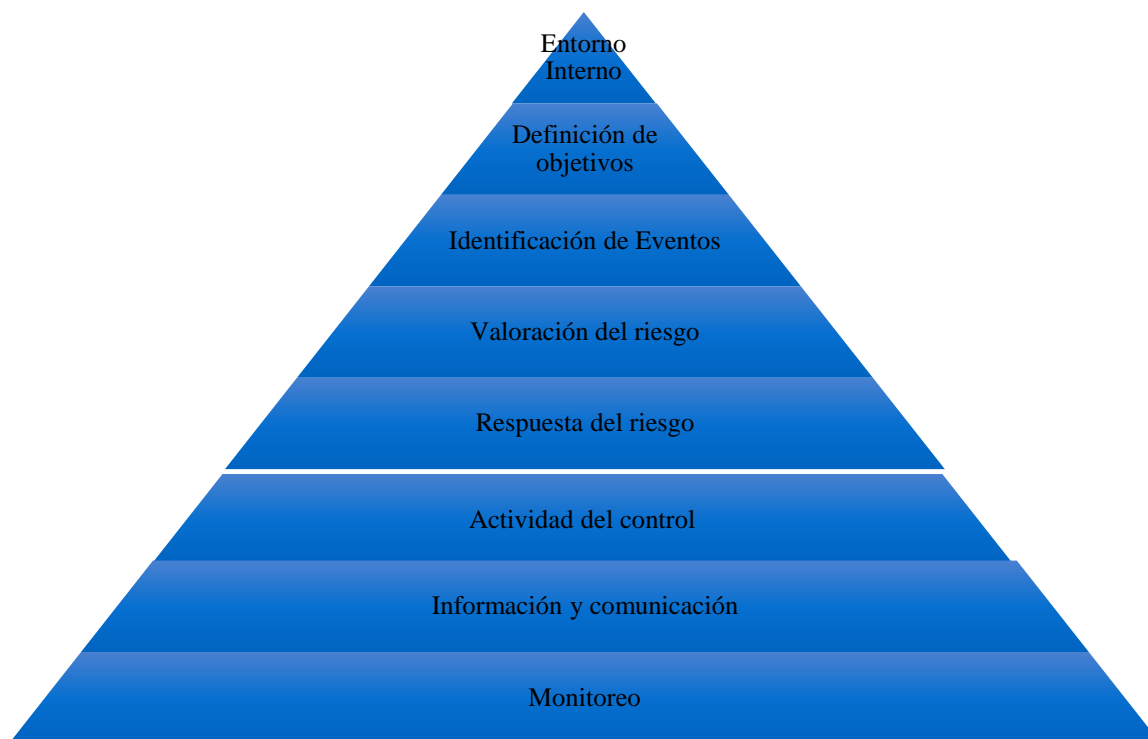 Entorno
Interno
Definición de
objetivos
Identificación de Eventos
Valoración del riesgo
Respuesta del riesgo
Actividad del control
Información y comunicación
Monitoreo